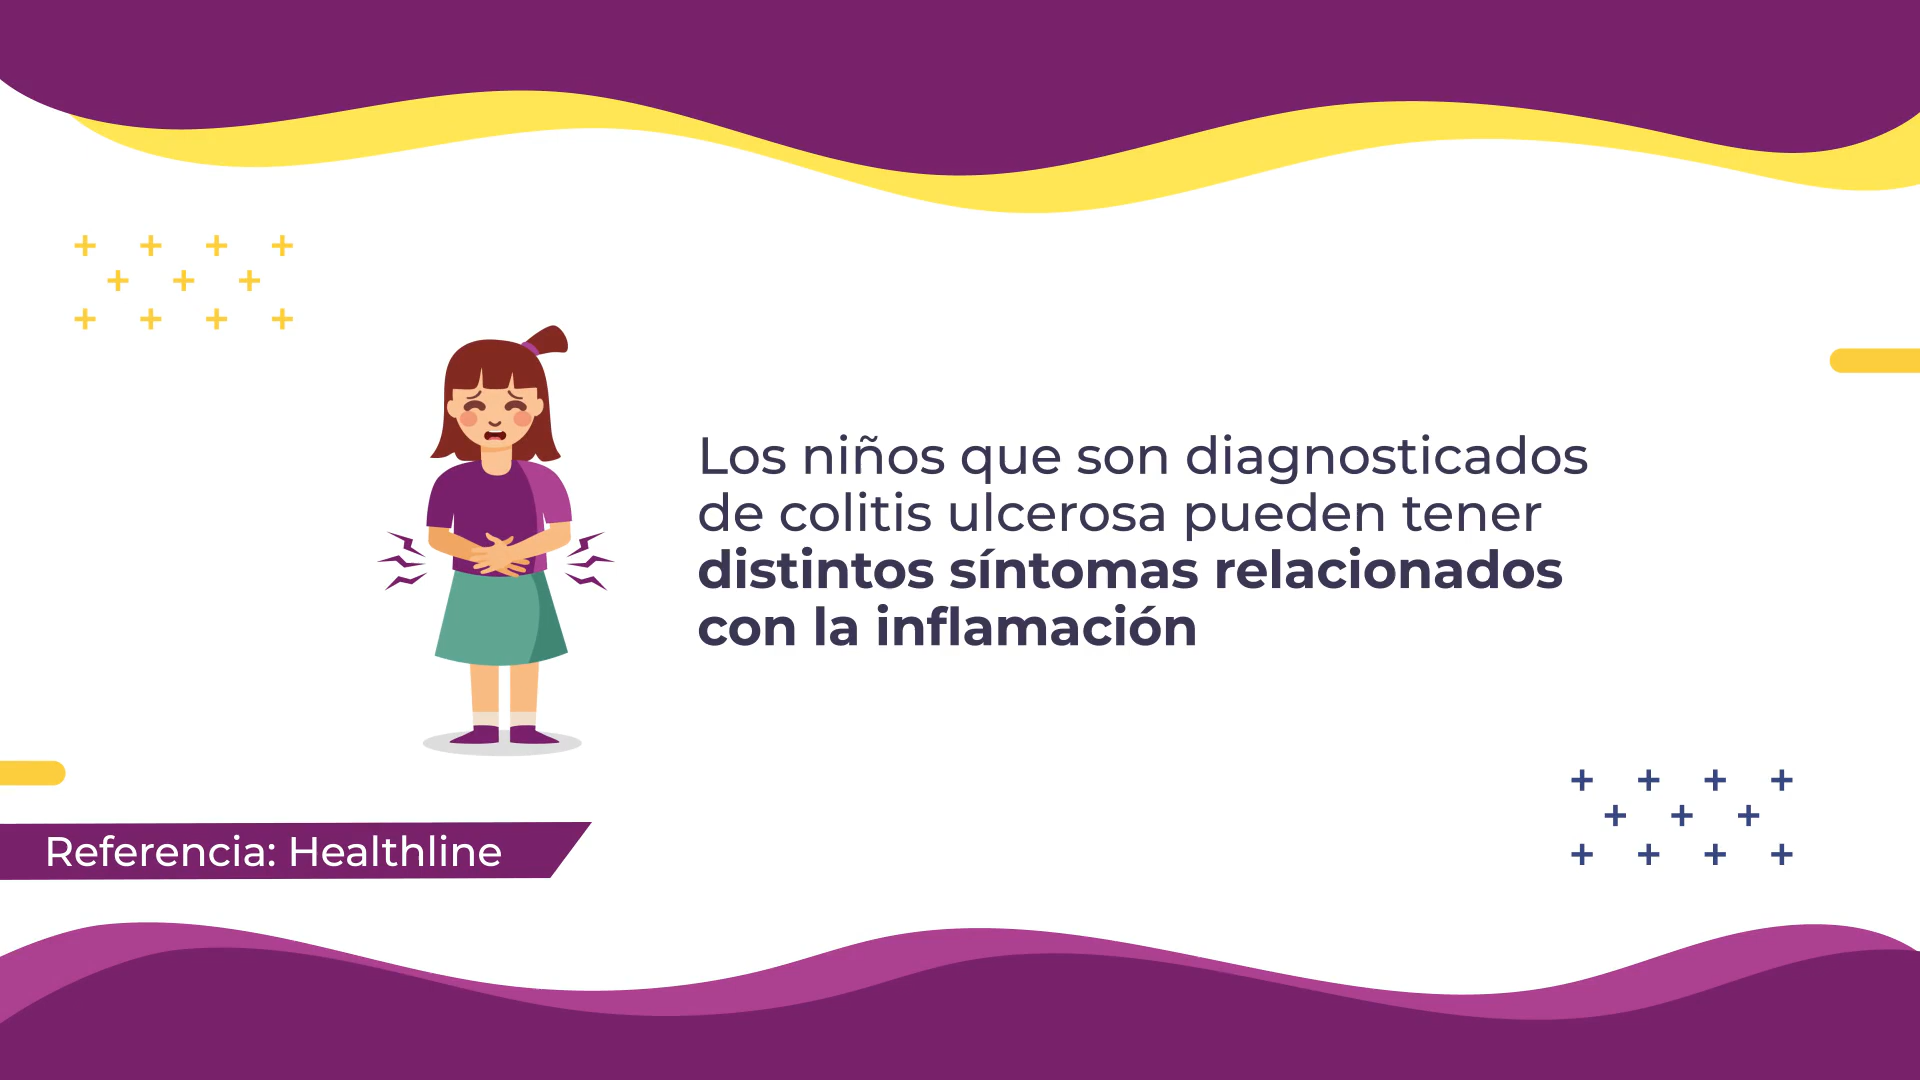 Los niños que son diagnosticados
de colitis ulcerosa pueden tener
distintos síntomas relacionados
con la inflamación
Referencia: Healthline